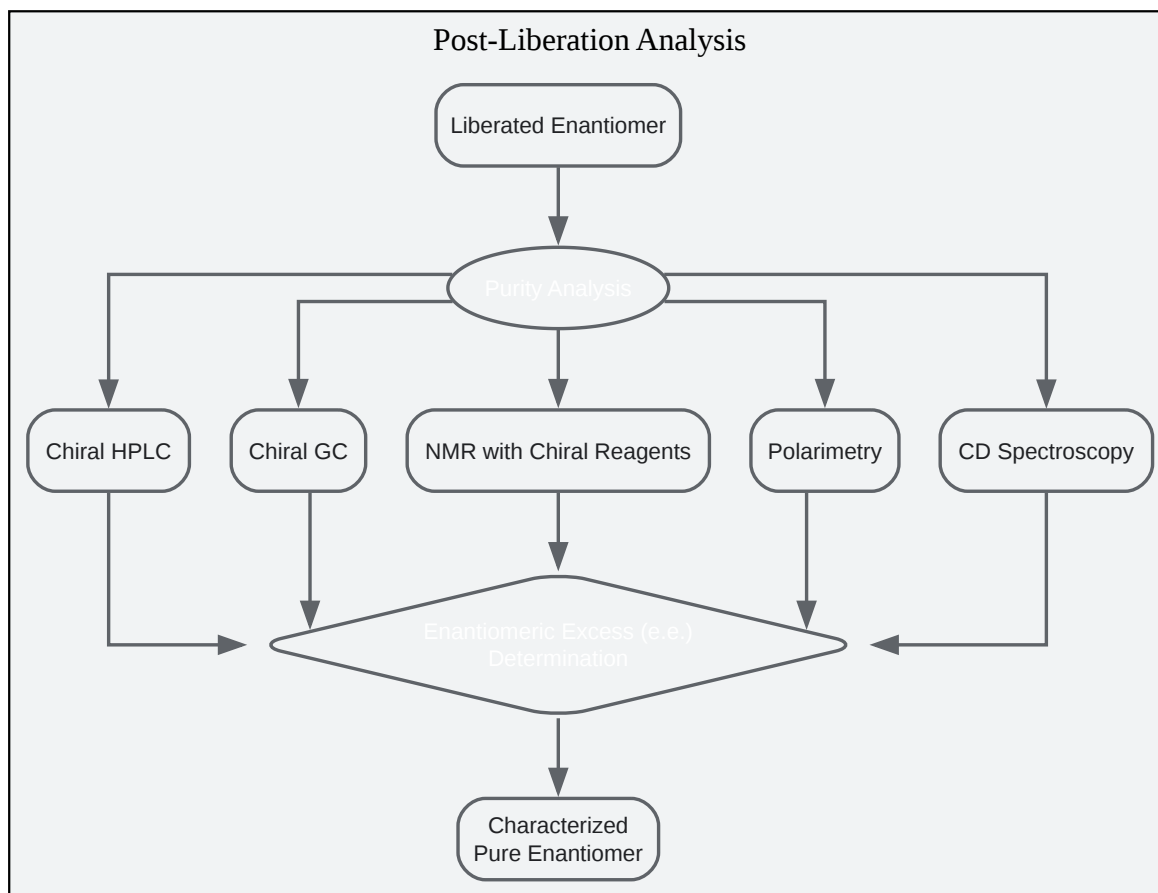 Post-Liberation Analysis
Liberated Enantiomer
Purity Analysis
Chiral HPLC
Chiral GC
NMR with Chiral Reagents
Polarimetry
CD Spectroscopy
Enantiomeric Excess (e.e.)
Determination
Characterized
Pure Enantiomer